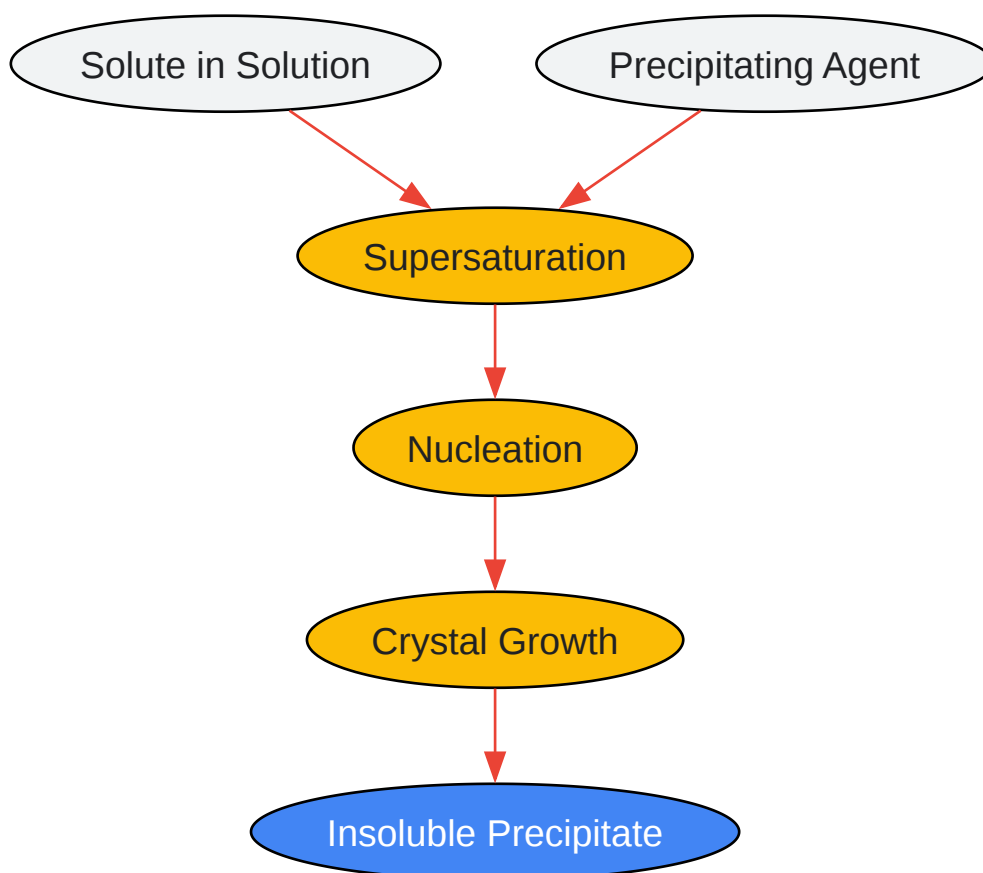 Solute in Solution
Precipitating Agent
Supersaturation
Nucleation
Crystal Growth
Insoluble Precipitate